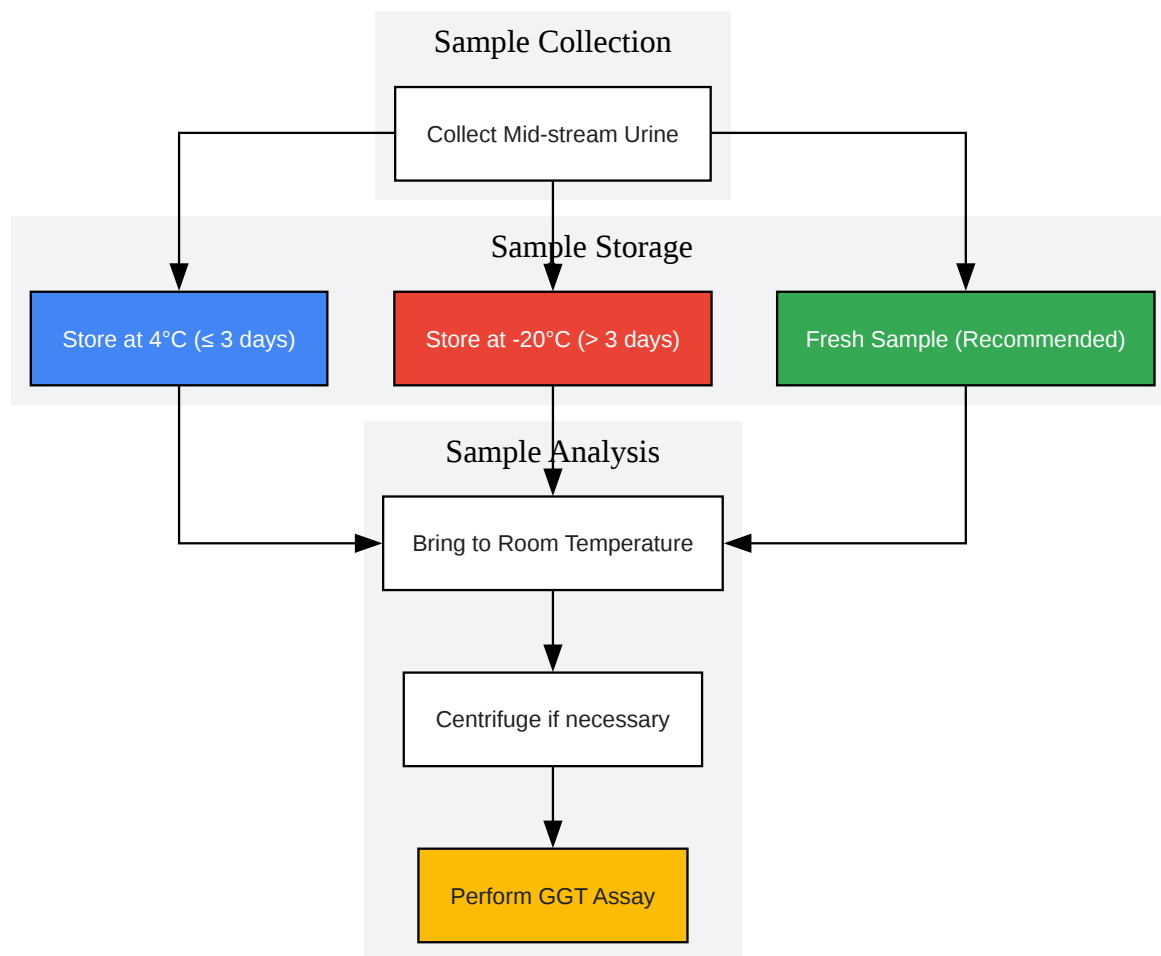 Sample Collection
Collect Mid-stream Urine
Sample Storage
Store at 4°C (≤ 3 days)
Store at -20°C (> 3 days)
Fresh Sample (Recommended)
Sample Analysis
Bring to Room Temperature
Centrifuge if necessary
Perform GGT Assay